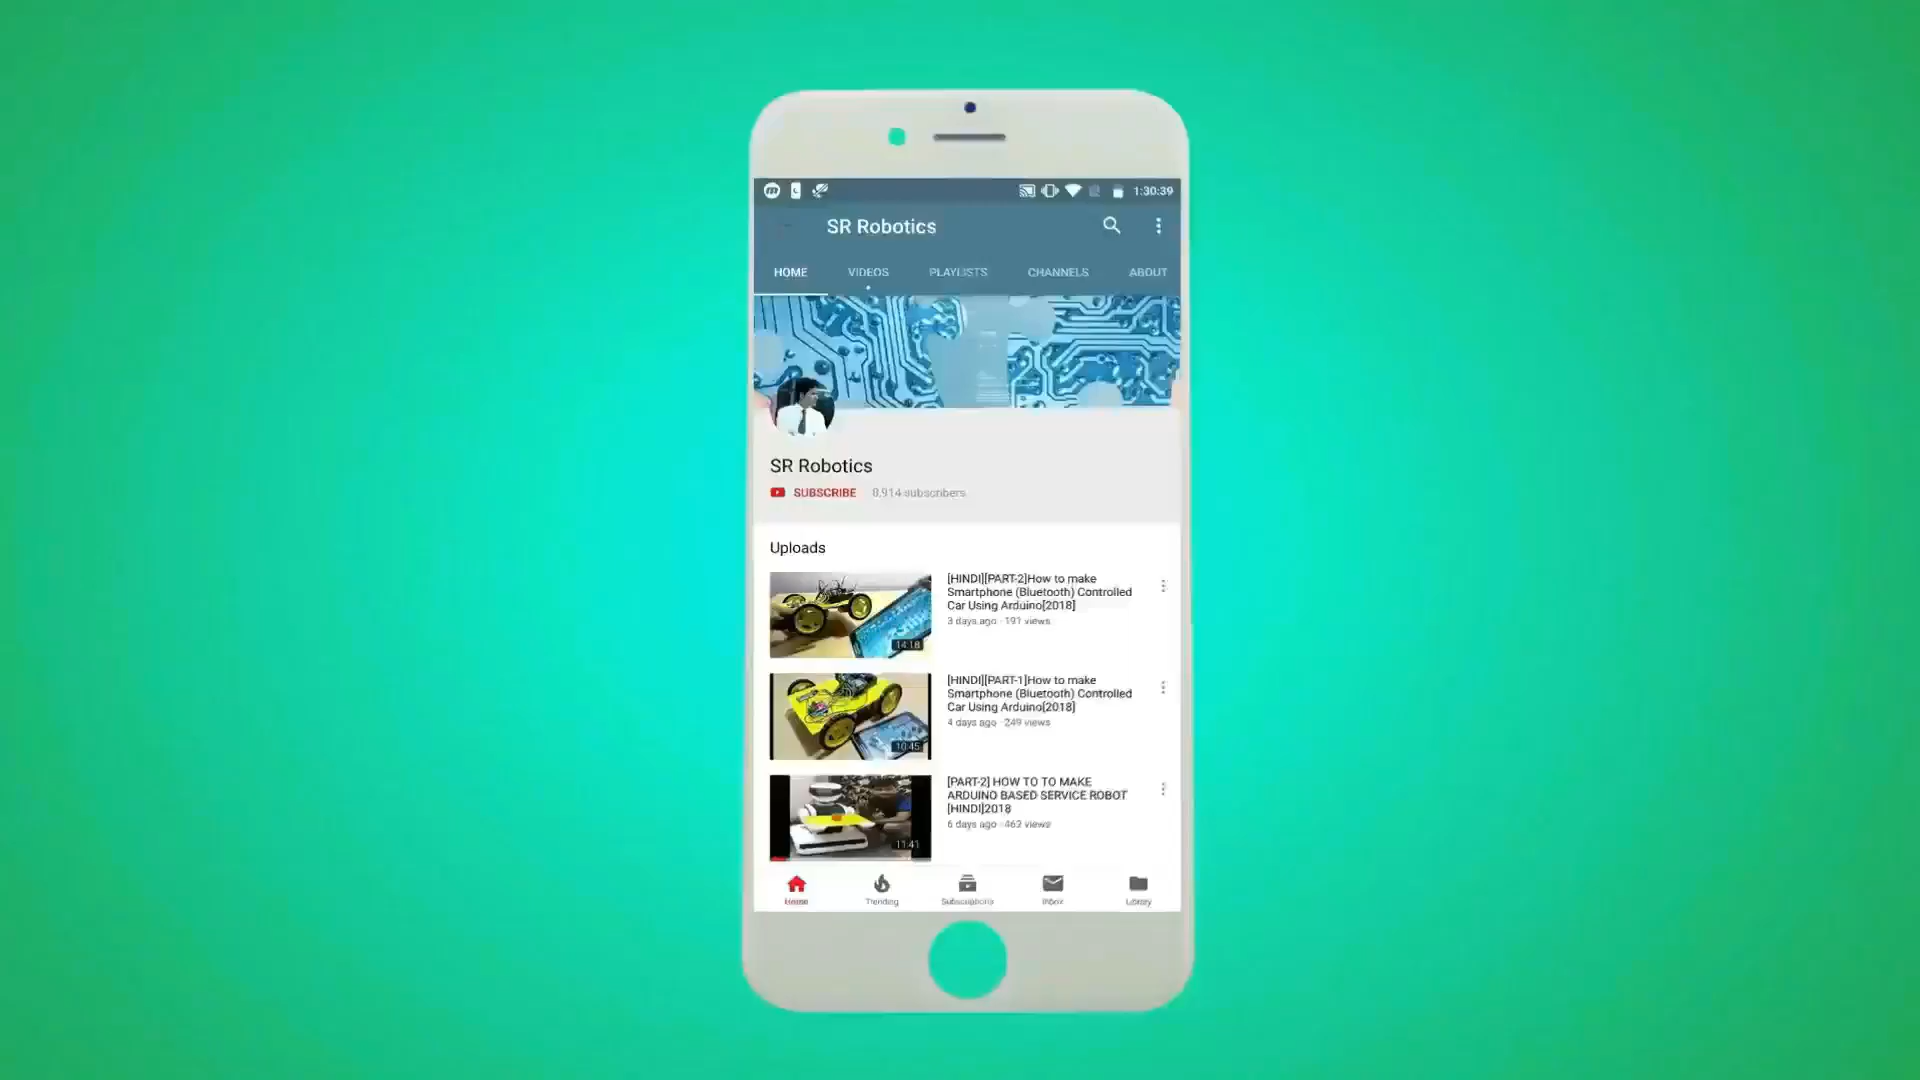 1:30:39
SR Robotics
HOME VIDEOS PLAYLISTS CHANNELS ABOUT
SR Robotics
SUBSCRIBE 8,914 subscribers
Uploads
[HINDI][PART-2]How to make
Smartphone (Bluetooth) Controlled
Car Using Arduino[2018]
3 days ago · 191 views
14:18
[HINDI][PART-1]How to make
Smartphone (Bluetooth) Controlled
Car Using Arduino[2018]
4 days ago · 249 views
10:45
[PART-2] HOW TO TO MAKE
ARDUINO BASED SERVICE ROBOT
[HINDI]2018
6 days ago · 463 views
11:41
Home Trending Subscriptions Inbox Library